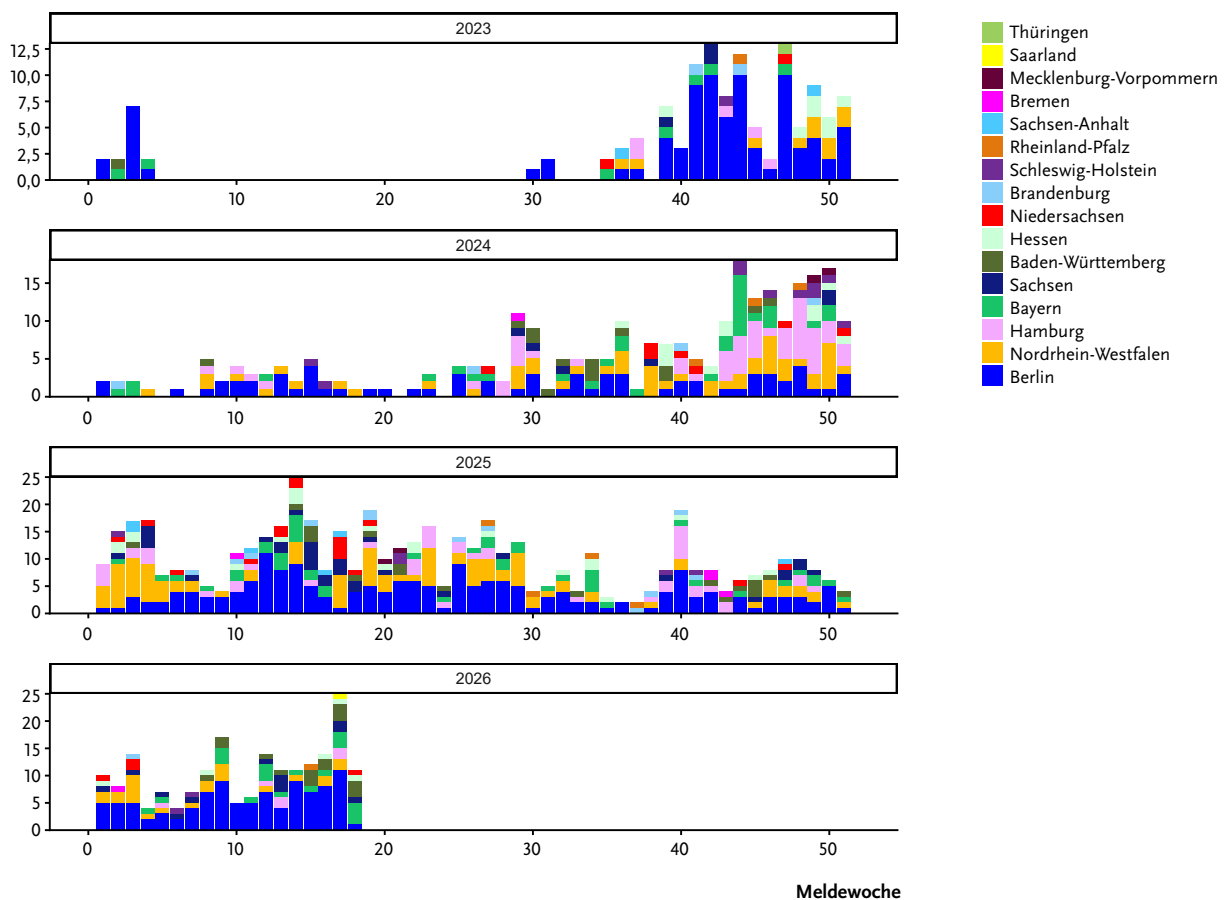 2023
12,5
10,0
7,5
5,0
2,5
0,0
0 10 20 30 40 50
2024
15
10
5
0
0 10 20 30 40 50
2025
25
20
15
10
5
0
0 10 20 30 40 50
2026
25
20
15
10
5
0
0 10 20 30 40 50
Meldewoche
Thüringen
Saarland
Mecklenburg-Vorpommern
Bremen
Sachsen-Anhalt
Rheinland-Pfalz
Schleswig-Holstein
Brandenburg
Niedersachsen
Hessen
Baden-Württemberg
Sachsen
Bayern
Hamburg
Nordrhein-Westfalen
Berlin